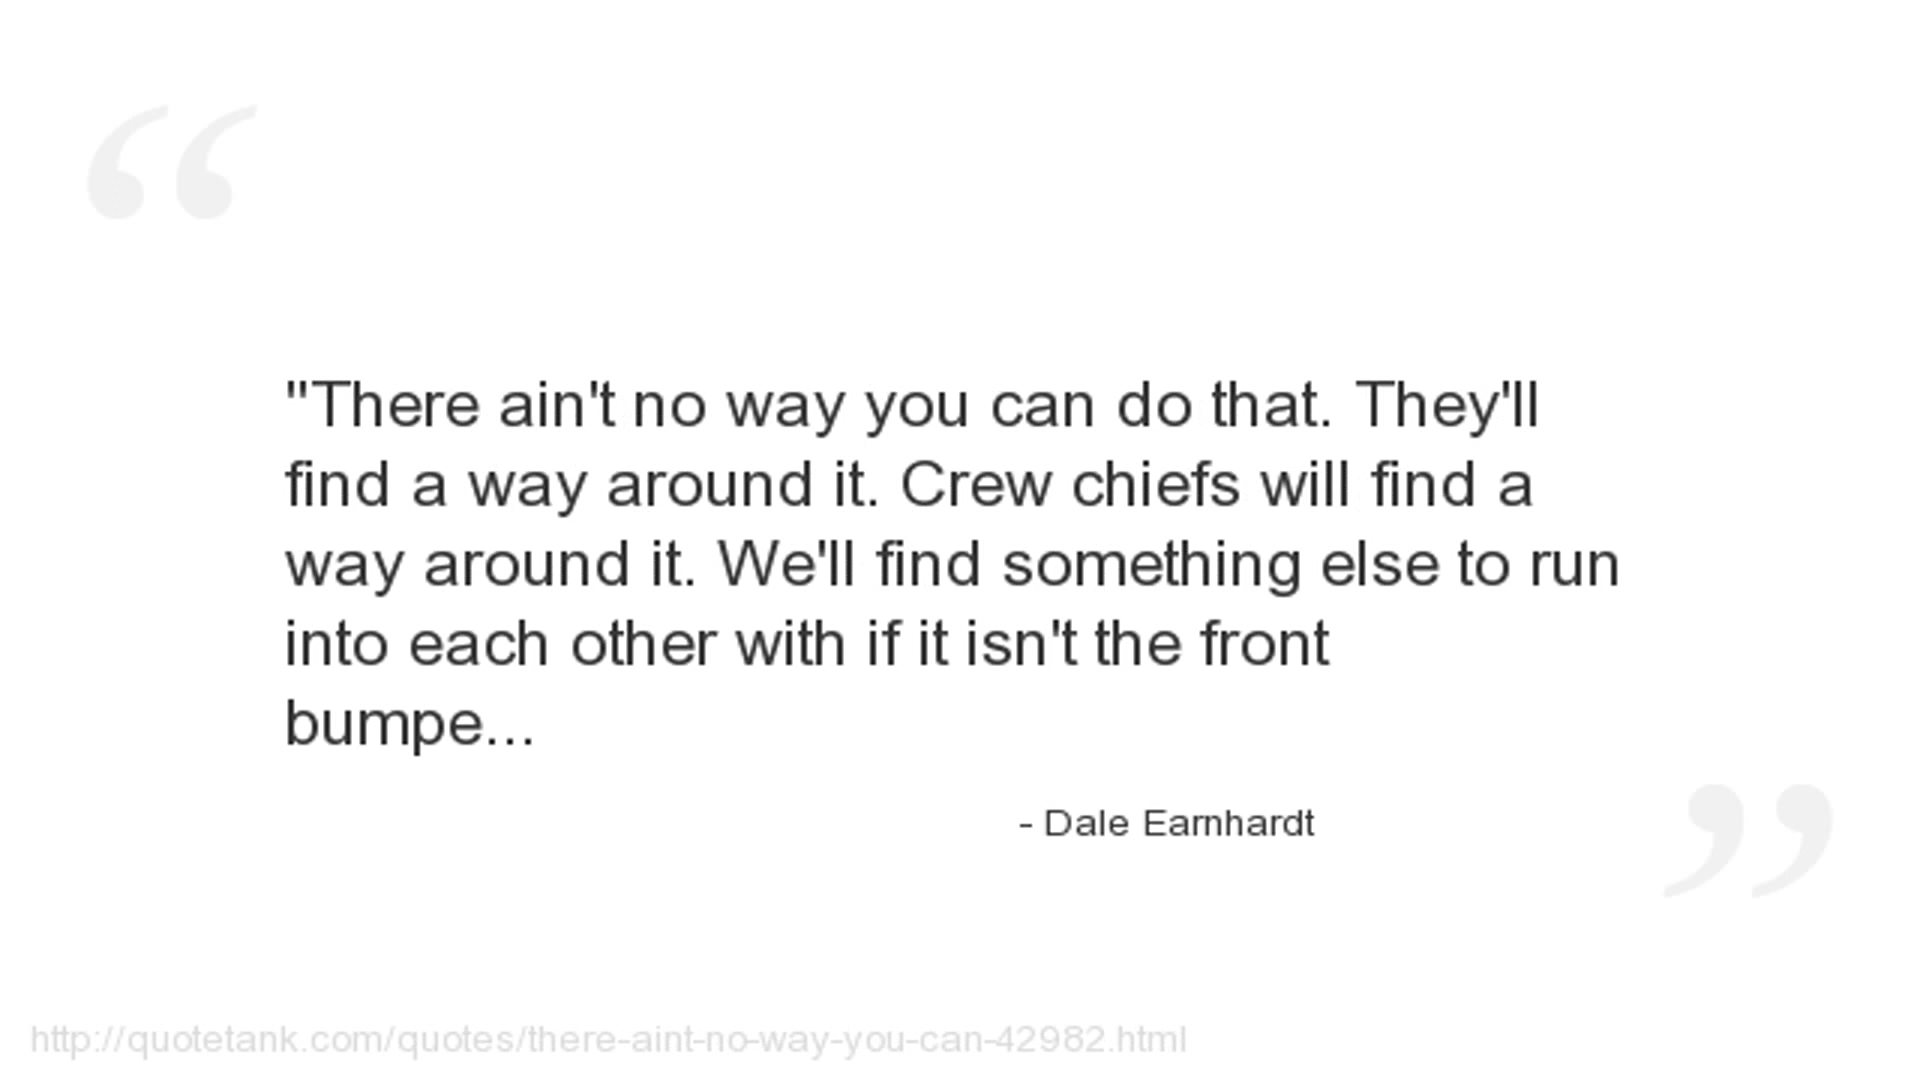 “
"There ain't no way you can do that. They'll
find a way around it. Crew chiefs will find a
way around it. We'll find something else to run
into each other with if it isn't the front
bumpe...
- Dale Earnhardt
”
http://quotetank.com/quotes/there-aint-no-way-you-can-42982.html